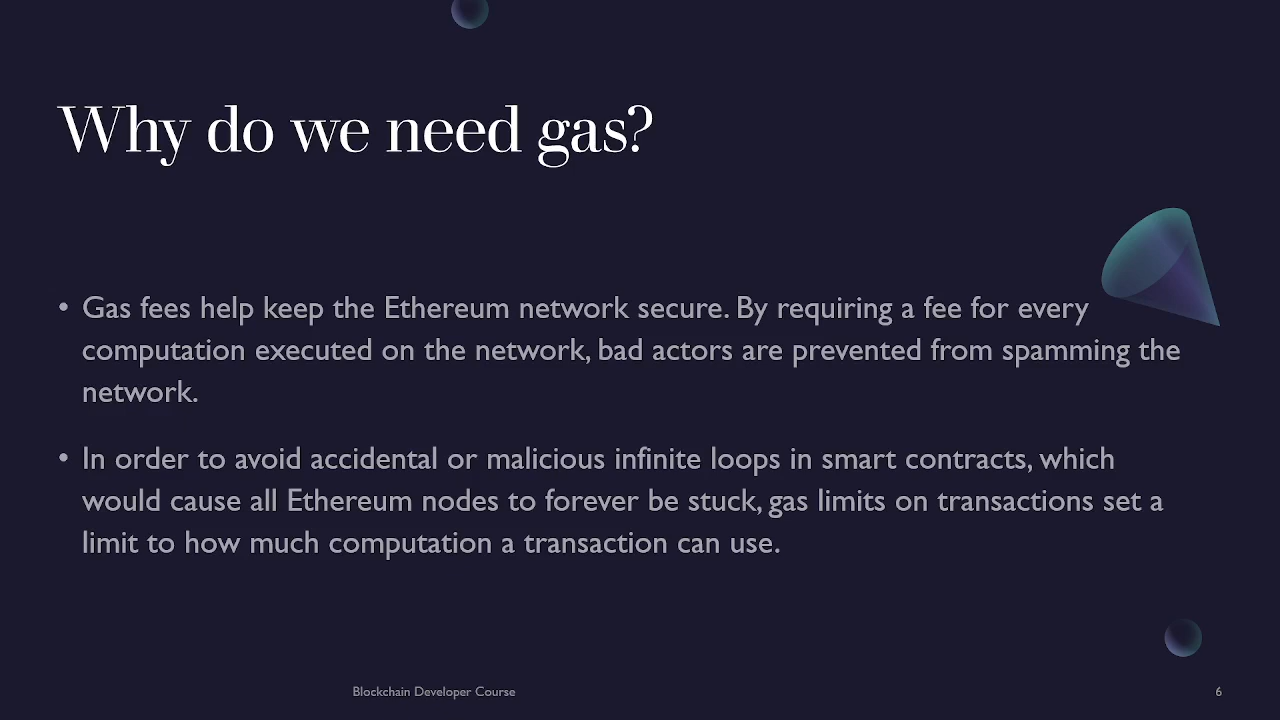 Why do we need gas?
• Gas fees help keep the Ethereum network secure. By requiring a fee for every
computation executed on the network, bad actors are prevented from spamming the
network.
• In order to avoid accidental or malicious infinite loops in smart contracts, which
would cause all Ethereum nodes to forever be stuck, gas limits on transactions set a
limit to how much computation a transaction can use.
Blockchain Developer Course
6